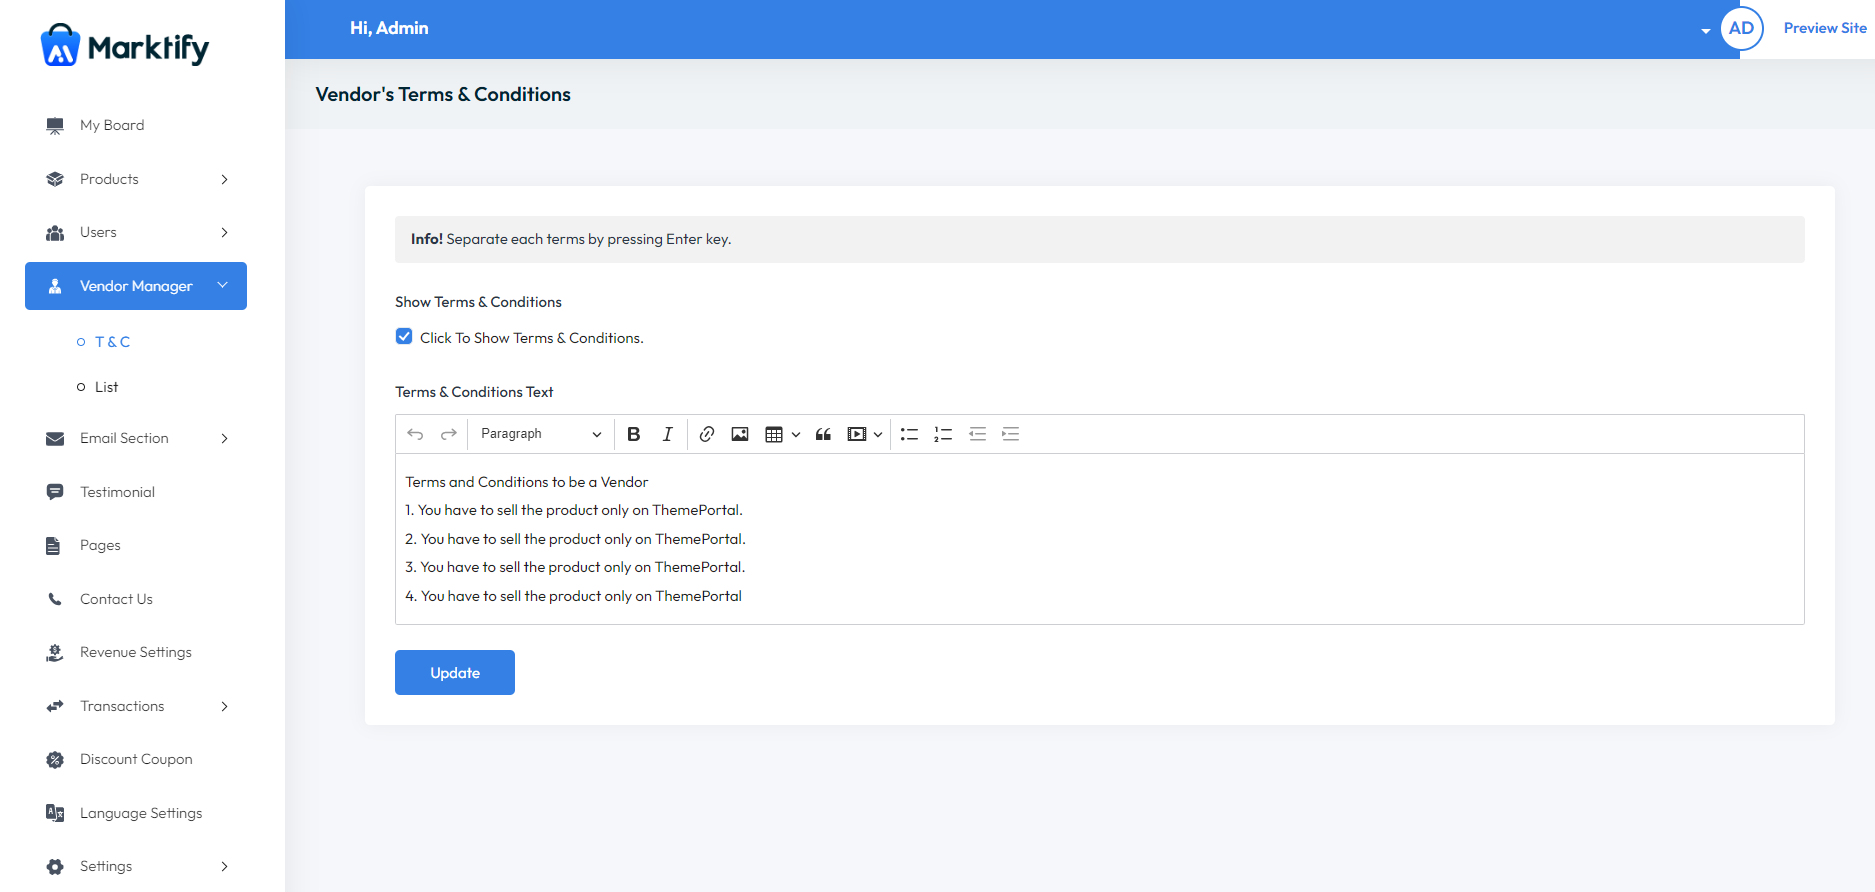 Marktify
Hi, Admin
AD
Preview Site
Vendor's Terms & Conditions
My Board
Products
Users
Vendor Manager
T & C
List
Email Section
Testimonial
Pages
Contact Us
Revenue Settings
Transactions
Discount Coupon
Language Settings
Settings
Info! Separate each terms by pressing Enter key.
Show Terms & Conditions
Click To Show Terms & Conditions.
Terms & Conditions Text
Paragraph
Terms and Conditions to be a Vendor
1. You have to sell the product only on ThemePortal.
2. You have to sell the product only on ThemePortal.
3. You have to sell the product only on ThemePortal.
4. You have to sell the product only on ThemePortal
Update